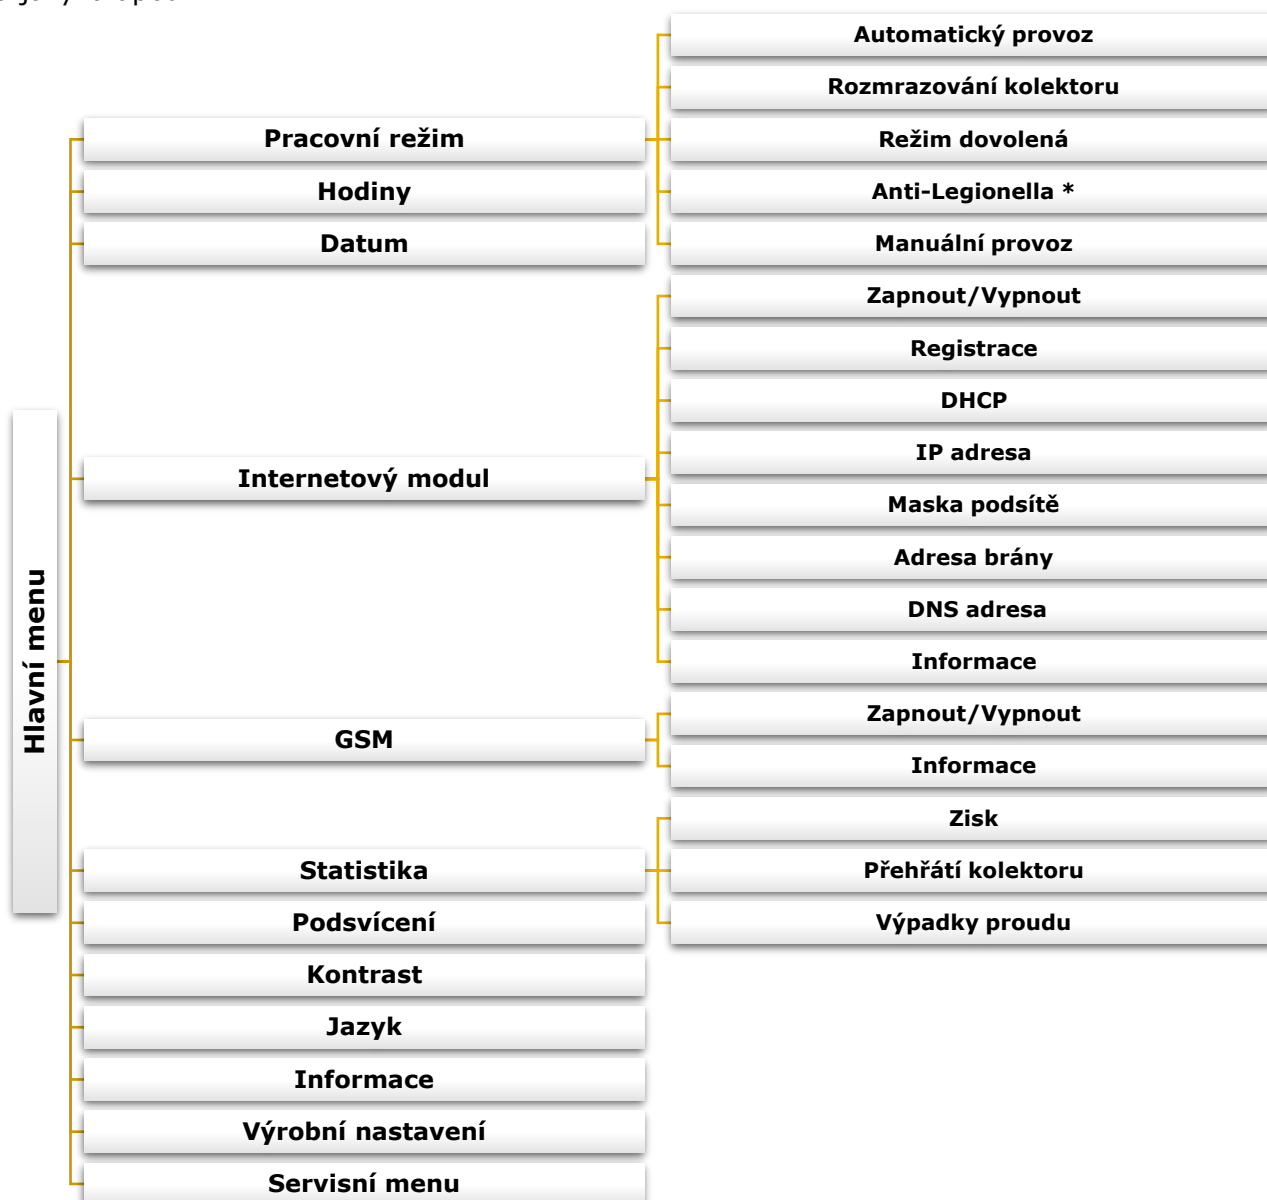 Hlavní menu
Pracovní režim
Automatický provoz
Rozmrazování kolektoru
Režim dovolená
Anti-Legionella *
Manuální provoz
Hodiny
Datum
Internetový modul
Zapnout/Vypnout
Registrace
DHCP
IP adresa
Maska podsítě
Adresa brány
DNS adresa
Informace
GSM
Zapnout/Vypnout
Informace
Statistika
Zisk
Přehřátí kolektoru
Výpadky proudu
Podsvícení
Kontrast
Jazyk
Informace
Výrobní nastavení
Servisní menu